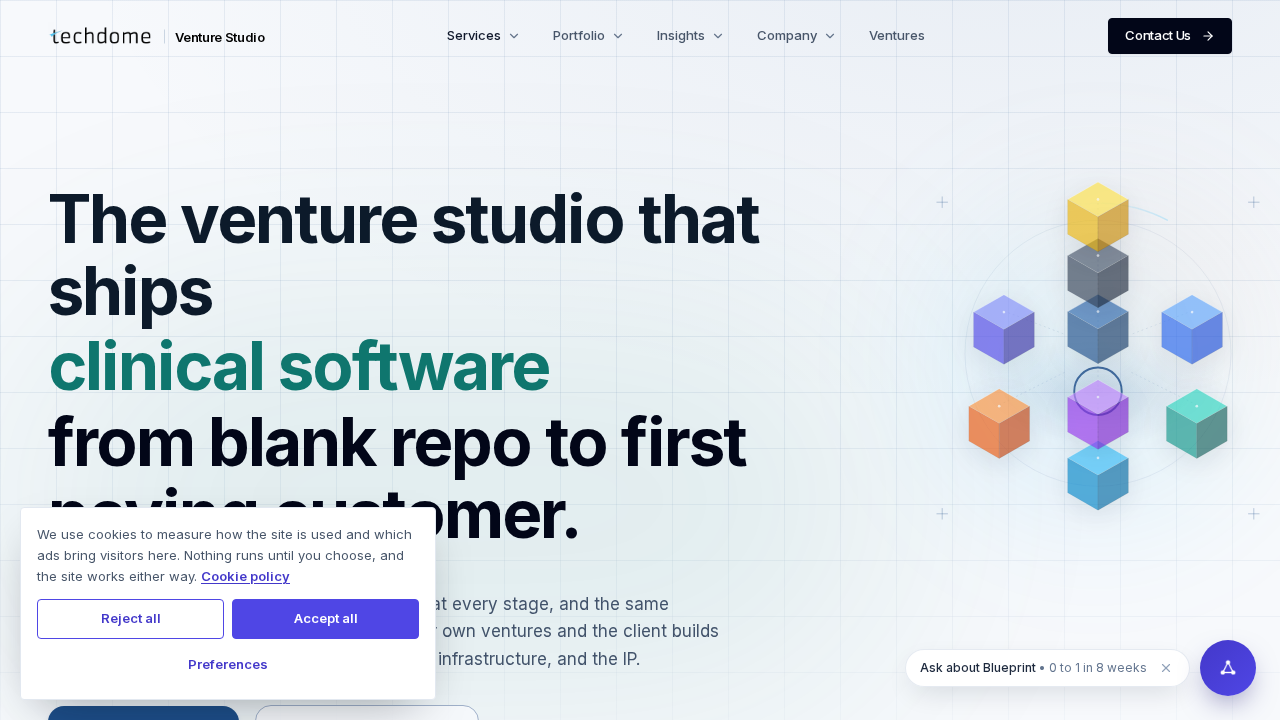 techdome
Venture Studio
Services
Portfolio
Insights
Company
Ventures
Contact Us
The venture studio that
ships
clinical software
from blank repo to first
paying customer.
We use cookies to measure how the site is used and which
ads bring visitors here. Nothing runs until you choose, and
the site works either way. Cookie policy
Reject all
Accept all
Preferences
at every stage, and the same
own ventures and the client builds
infrastructure, and the IP.
Ask about Blueprint • 0 to 1 in 8 weeks